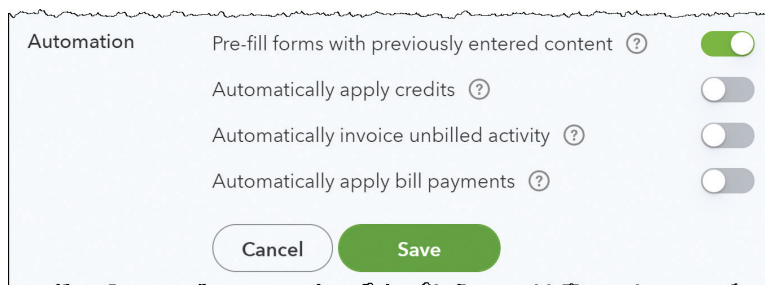 Automation Pre-fill forms with previously entered content ?
Automatically apply credits ?
Automatically invoice unbilled activity ?
Automatically apply bill payments ?
Cancel Save